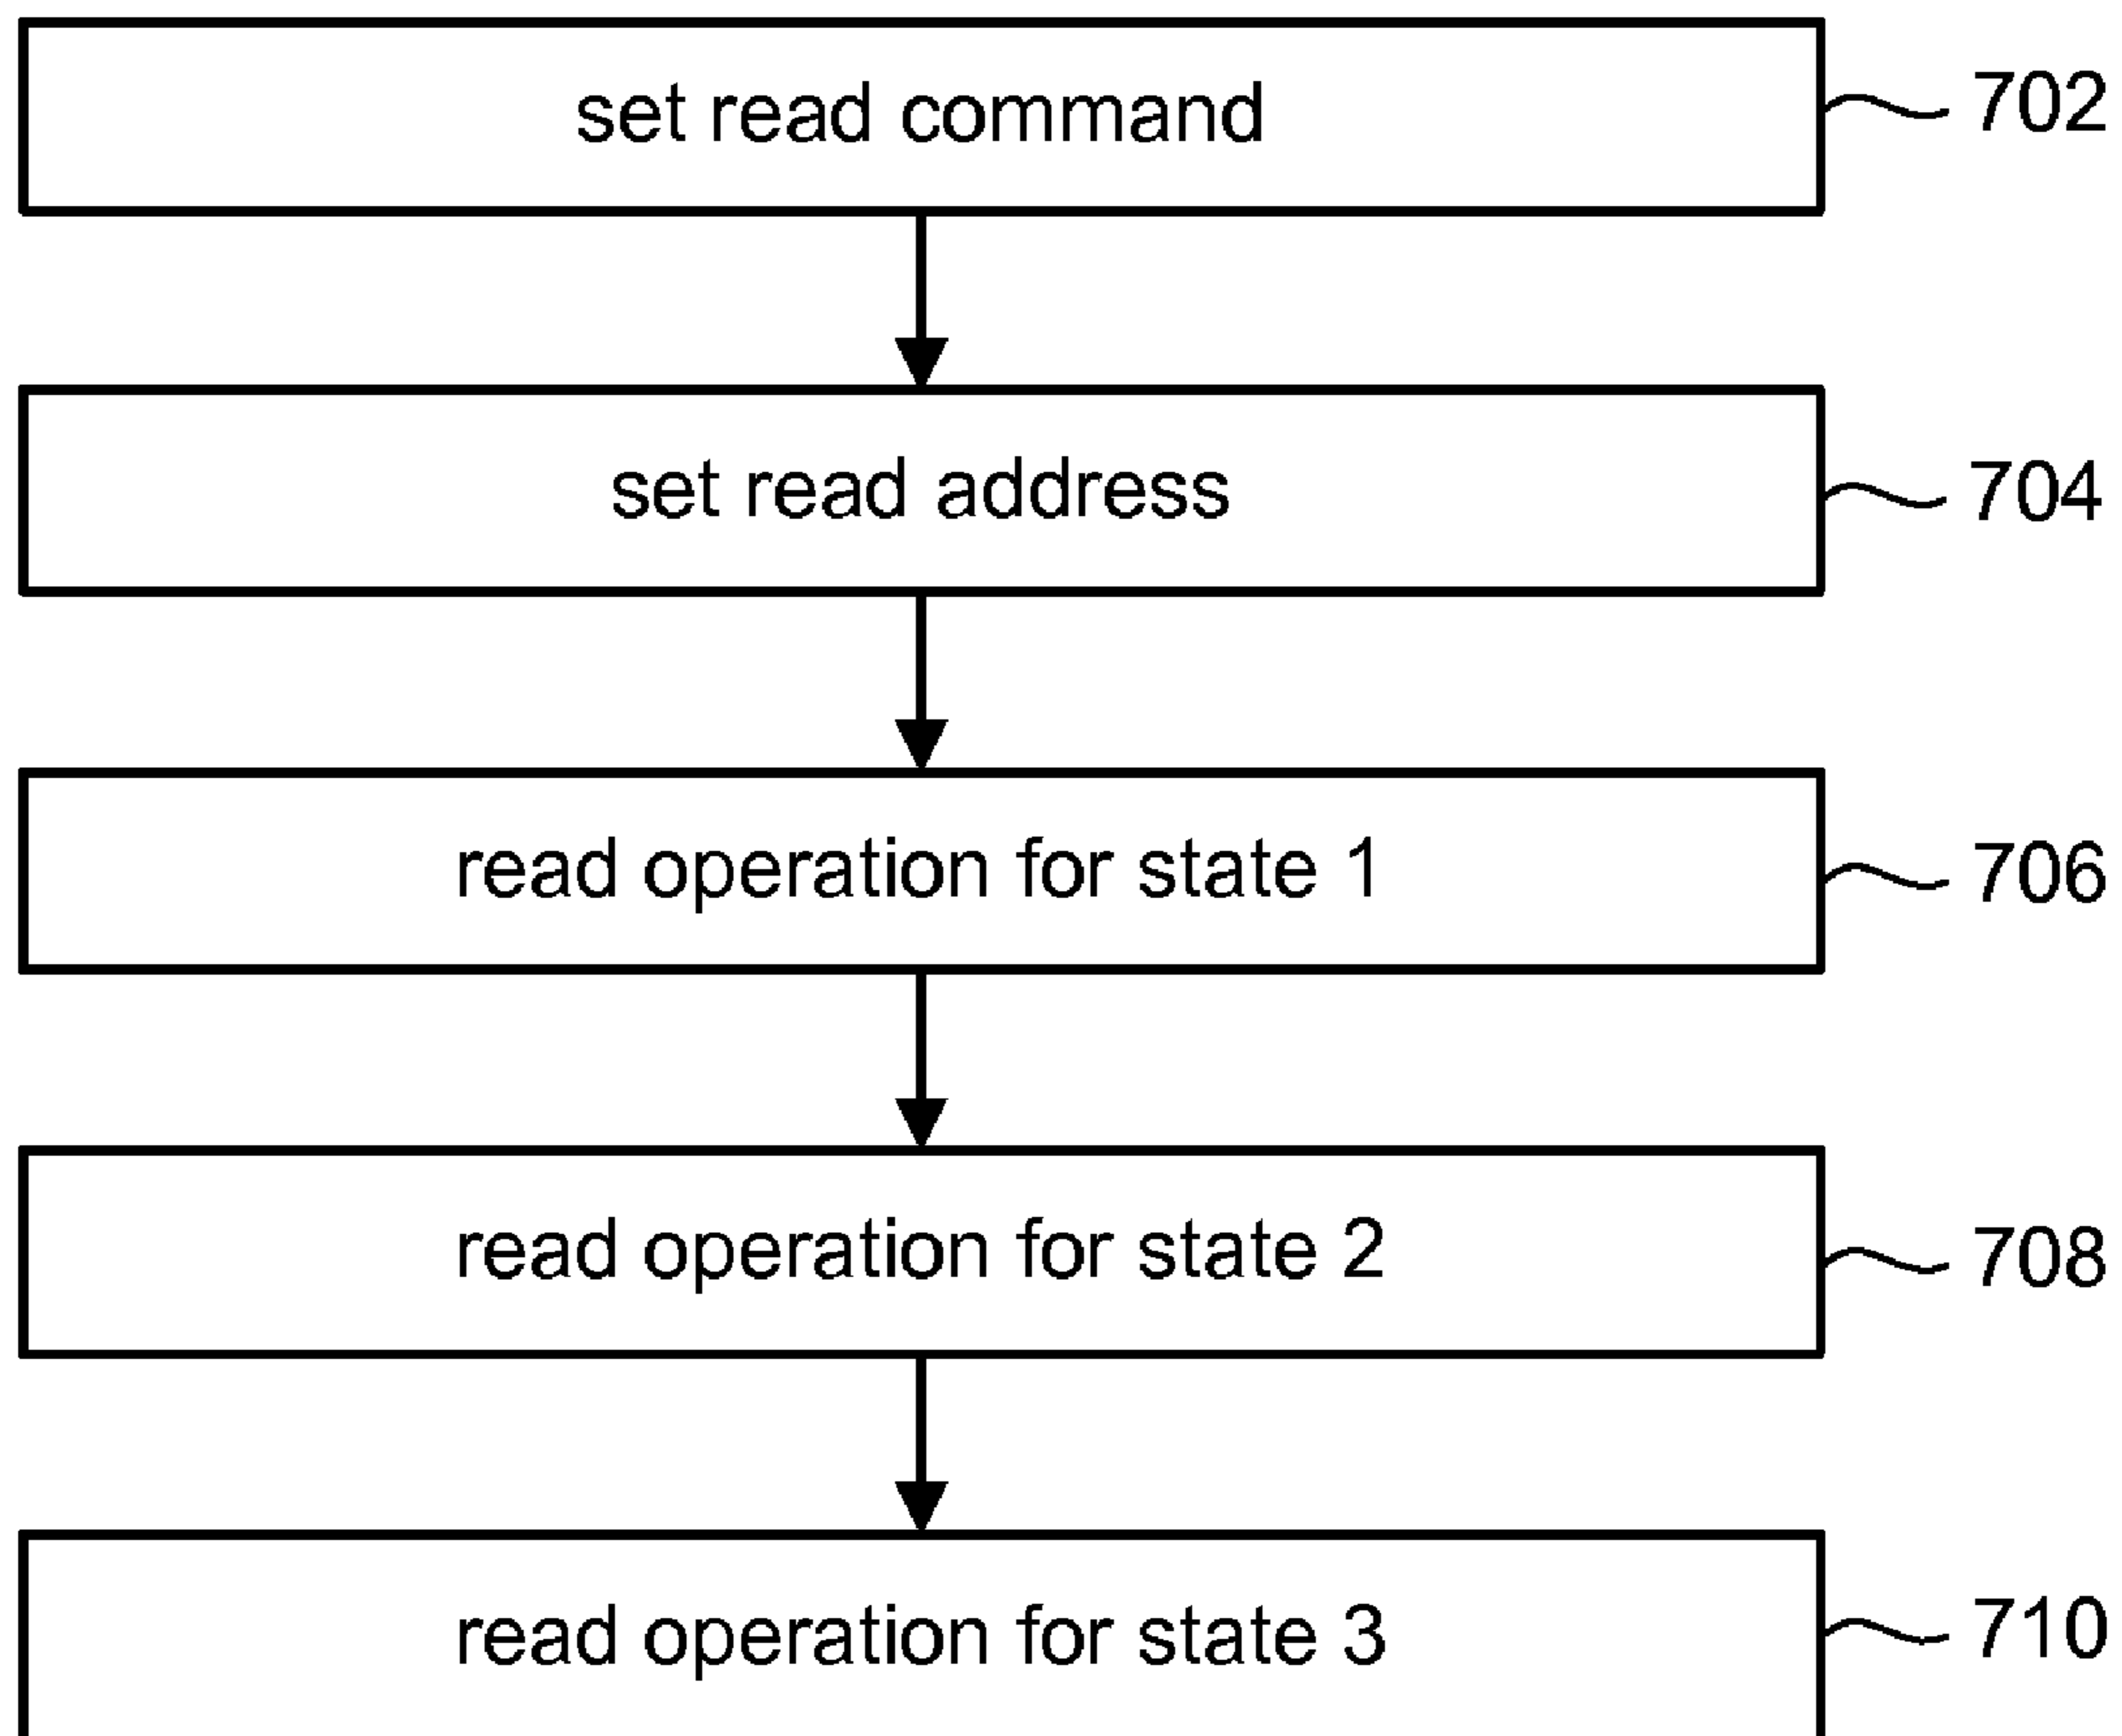 set read command 702
set read address 704
read operation for state 1 706
read operation for state 2 708
read operation for state 3 710